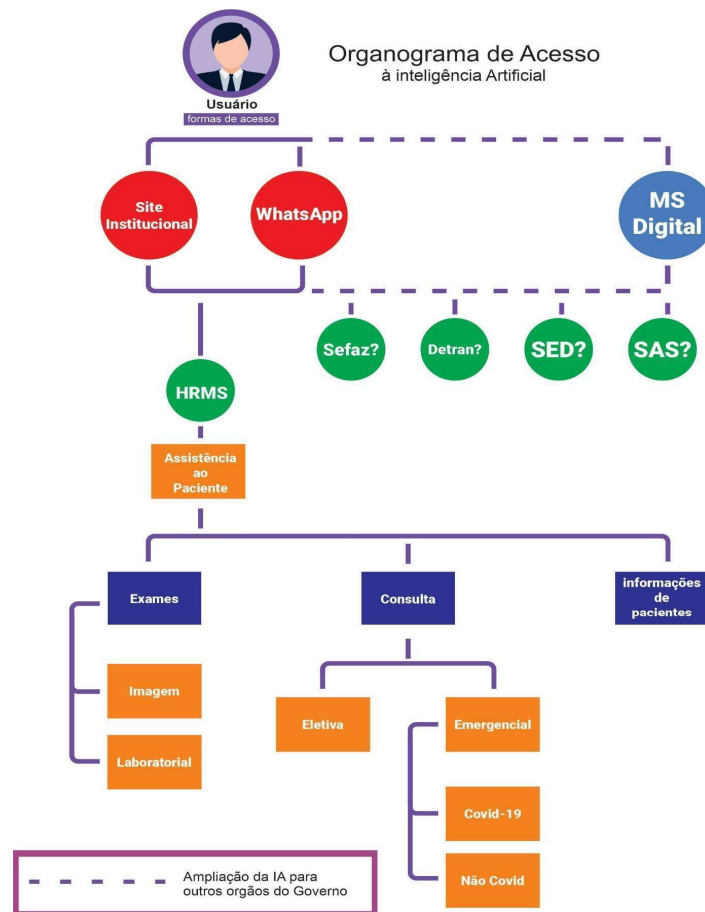 Organograma de Acesso
à inteligência Artificial
Usuário
formas de acesso
Site
Institucional
WhatsApp
MS
Digital
Sefaz?
Detran?
SED?
SAS?
HRMS
Assistência
ao
Paciente
Exames
Consulta
informações
de
pacientes
Imagem
Eletiva
Emergencial
Laboratorial
Covid-19
Não Covid
Ampliação da IA para
outros orgãos do Governo